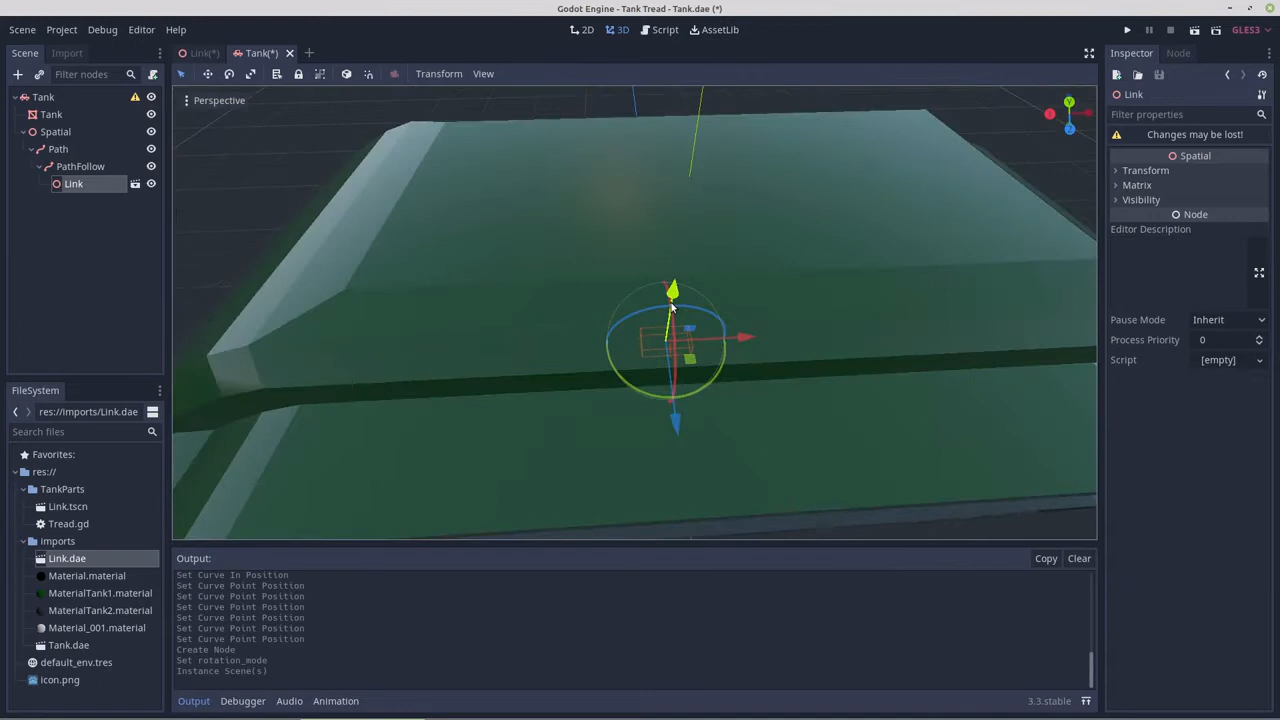 Godot Engine - Tank Tread - Tank.dae (*)
Scene Project Debug Editor Help
2D 3D Script AssetLib
GLES3
Scene Import
Filter nodes
Tank
Tank
Spatial
Path
PathFollow
Link
FileSystem
res://Imports/Link.dae
Search files
Favorites:
res://
TankParts
Link.tscn
Tread.gd
Imports
Link.dae
Material.material
MaterialTank1.material
MaterialTank2.material
Material_001.material
Tank.dae
default_env.tres
icon.png
Link(*) Tank(*)
Transform View
Perspective
Y
Z
Output:
Copy Clear
Set Curve In Position
Set Curve Point Position
Set Curve Point Position
Set Curve Point Position
Set Curve Point Position
Set Curve Point Position
Set Curve Point Position
Create Node
Set rotation_mode
Instance Scene(s)
Output Debugger Audio Animation
3.3.stable
Inspector Node
Link
Filter properties
Changes may be lost!
Spatial
Transform
Matrix
Visibility
Node
Editor Description
Pause Mode Inherit
Process Priority 0
Script [empty]